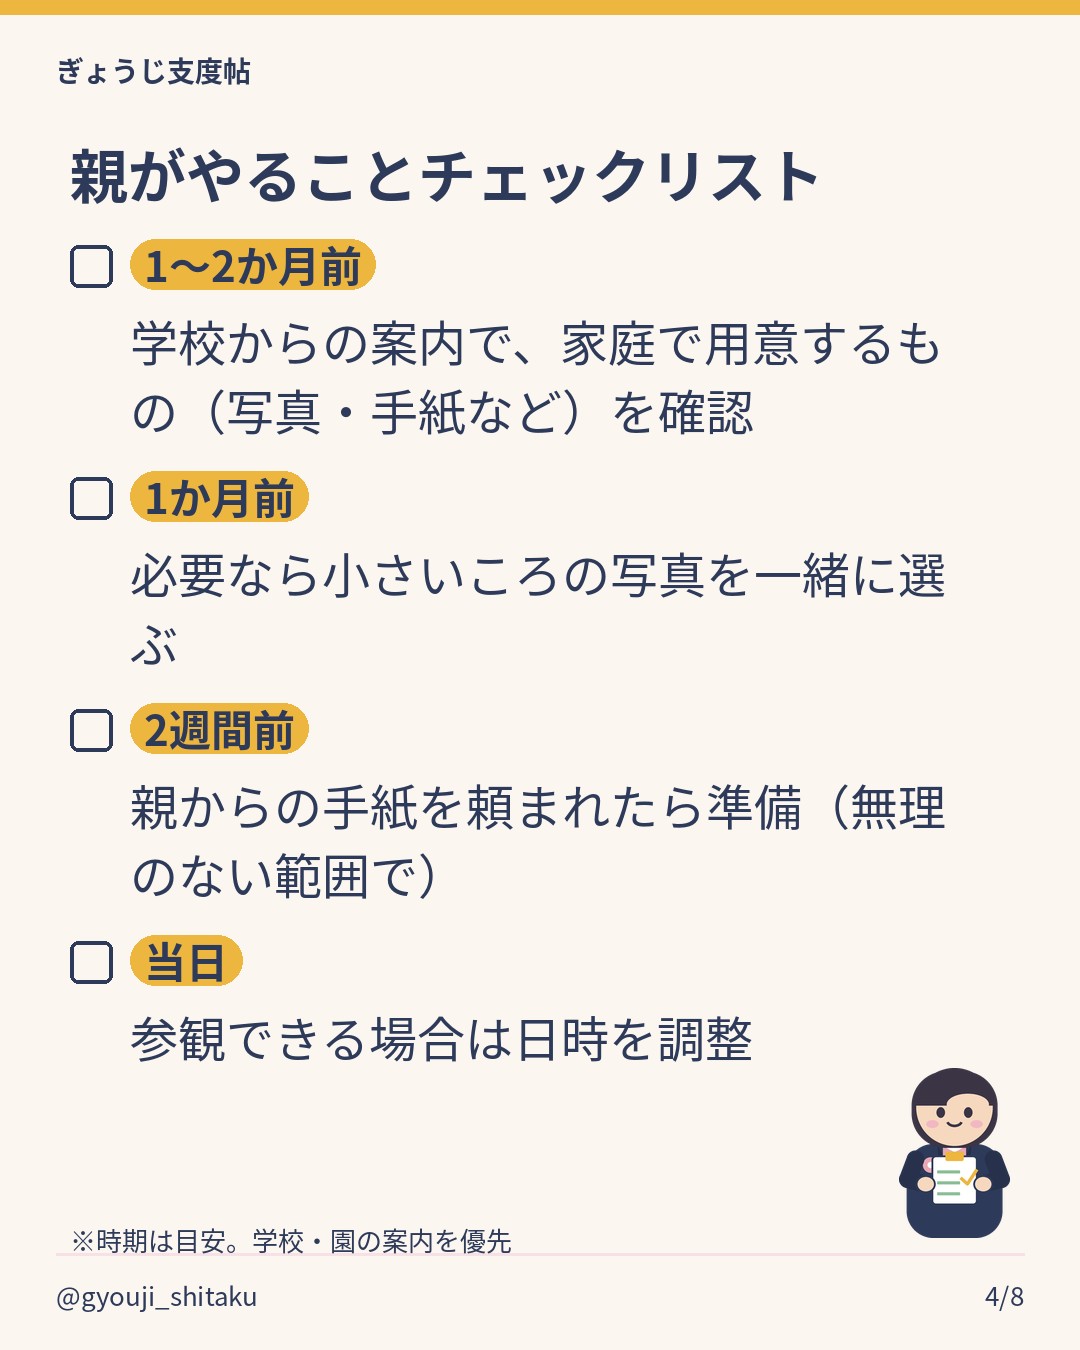 ぎょうじ支度帖
親がやることチェックリスト
1〜2か月前
学校からの案内で、家庭で用意するも
の（写真・手紙など）を確認
1か月前
必要なら小さいころの写真を一緒に選
ぶ
2週間前
親からの手紙を頼まれたら準備（無理
のない範囲で）
当日
参観できる場合は日時を調整
※時期は目安。学校・園の案内を優先
@gyouji_shitaku
4/8